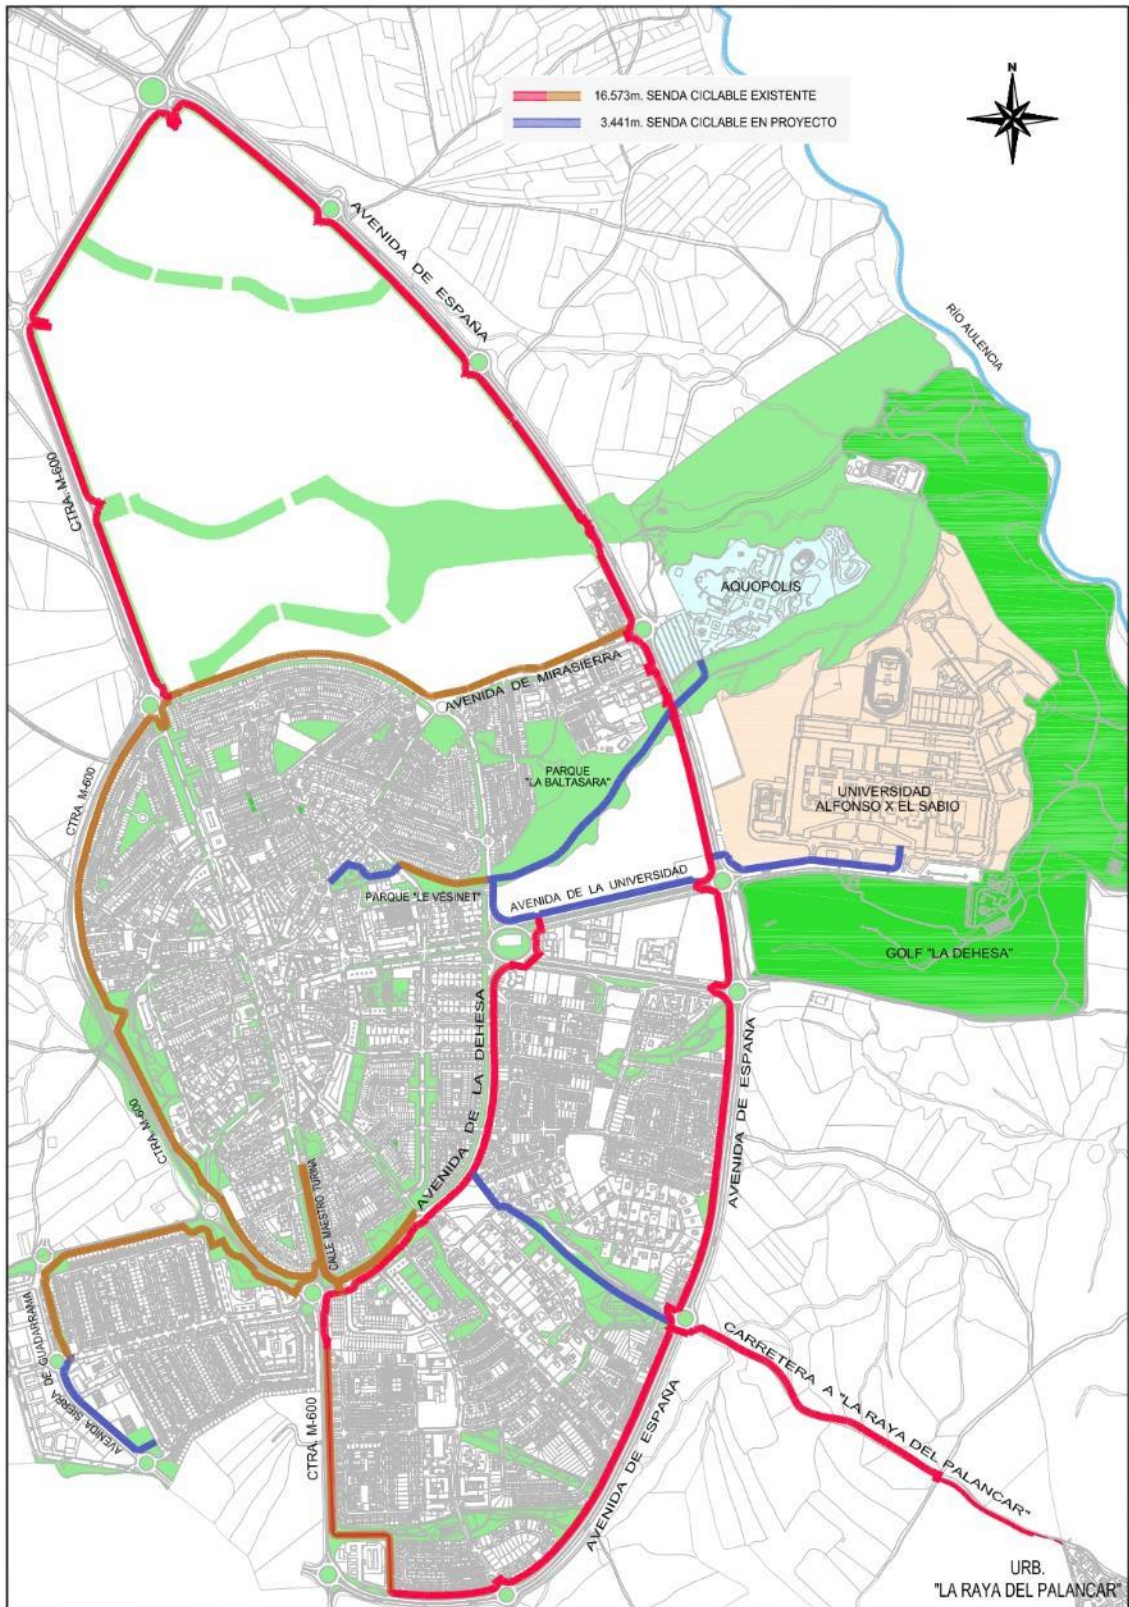 N
16.573m. SENDA CICLABLE EXISTENTE
3.441m. SENDA CICLABLE EN PROYECTO
AVENIDA DE ESPAÑA
RÍO AULENCIA
CTRA. M-600
AQUOPOLIS
AVENIDA DE MIRASIERRA
CTRA. M-600
PARQUE
"LA BALTASARA"
UNIVERSIDAD
ALFONSO X EL SABIO
PARQUE "LE VÉSINET"
AVENIDA DE LA UNIVERSIDAD
GOLF "LA DEHESA"
AVENIDA DE LA DEHESA
AVENIDA DE ESPAÑA
CTRA. M-600
CALLE MAESTRO TURINA
AVENIDA SIERRA DE GUADARRAMA
CARRETERA A "LA RAYA DEL PALANCAR"
AVENIDA DE ESPAÑA
CTRA. M-600
URB.
"LA RAYA DEL PALANCAR"